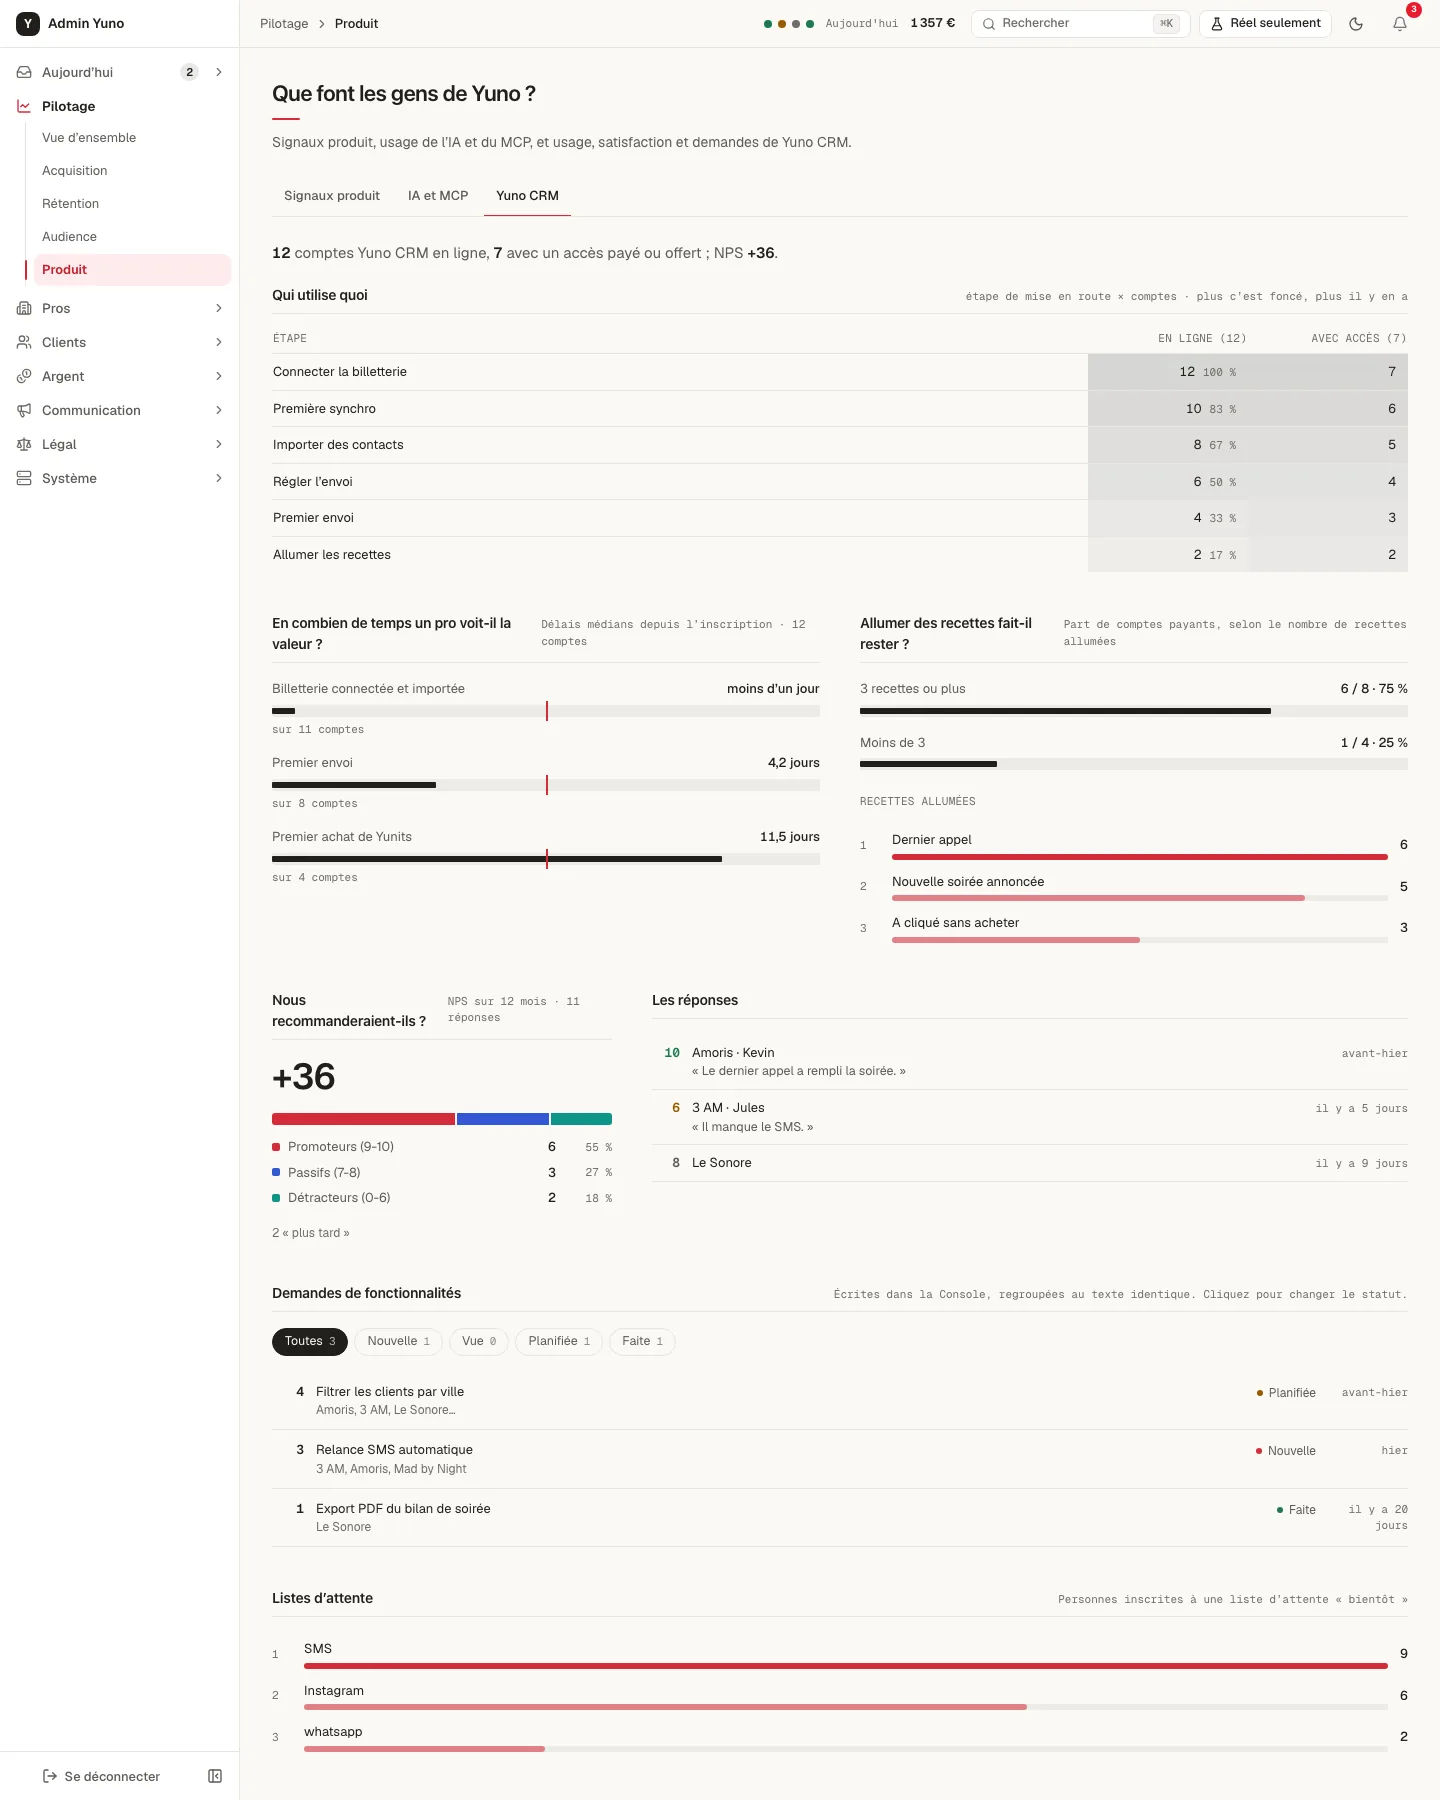 Y Admin Yuno
Aujourd'hui 2
Pilotage
Vue d'ensemble
Acquisition
Rétention
Audience
Produit
Pros
Clients
Argent
Communication
Légal
Système
Se déconnecter
Pilotage > Produit
Aujourd'hui 1 357 €
Rechercher ⌘K
Réel seulement
3
Que font les gens de Yuno ?
Signaux produit, usage de l'IA et du MCP, et usage, satisfaction et demandes de Yuno CRM.
Signaux produit IA et MCP Yuno CRM
12 comptes Yuno CRM en ligne, 7 avec un accès payé ou offert ; NPS +36.
Qui utilise quoi
étape de mise en route × comptes · plus c'est foncé, plus il y en a
ÉTAPE EN LIGNE (12) AVEC ACCÈS (7)
Connecter la billetterie 12 100 % 7
Première synchro 10 83 % 6
Importer des contacts 8 67 % 5
Régler l'envoi 6 50 % 4
Premier envoi 4 33 % 3
Allumer les recettes 2 17 % 2
En combien de temps un pro voit-il la
valeur ?
Délais médians depuis l'inscription · 12
comptes
Billetterie connectée et importée moins d'un jour
sur 11 comptes
Premier envoi 4,2 jours
sur 8 comptes
Premier achat de Yunits 11,5 jours
sur 4 comptes
Allumer des recettes fait-il
rester ?
Part de comptes payants, selon le nombre de recettes
allumées
3 recettes ou plus 6 / 8 · 75 %
Moins de 3 1 / 4 · 25 %
RECETTES ALLUMÉES
1 Dernier appel 6
2 Nouvelle soirée annoncée 5
3 A cliqué sans acheter 3
Nous
recommanderaient-ils ?
NPS sur 12 mois · 11
réponses
+36
Promoteurs (9-10) 6 55 %
Passifs (7-8) 3 27 %
Détracteurs (0-6) 2 18 %
2 « plus tard »
Les réponses
10 Amoris · Kevin avant-hier
« Le dernier appel a rempli la soirée. »
6 3 AM · Jules il y a 5 jours
« Il manque le SMS. »
8 Le Sonore il y a 9 jours
Demandes de fonctionnalités
Écrites dans la Console, regroupées au texte identique. Cliquez pour changer le statut.
Toutes 3 Nouvelle 1 Vue 0 Planifiée 1 Faite 1
4 Filtrer les clients par ville Planifiée avant-hier
Amoris, 3 AM, Le Sonore…
3 Relance SMS automatique Nouvelle hier
3 AM, Amoris, Mad by Night
1 Export PDF du bilan de soirée Faite il y a 20
jours
Le Sonore
Listes d'attente
Personnes inscrites à une liste d'attente « bientôt »
1 SMS 9
2 Instagram 6
3 whatsapp 2